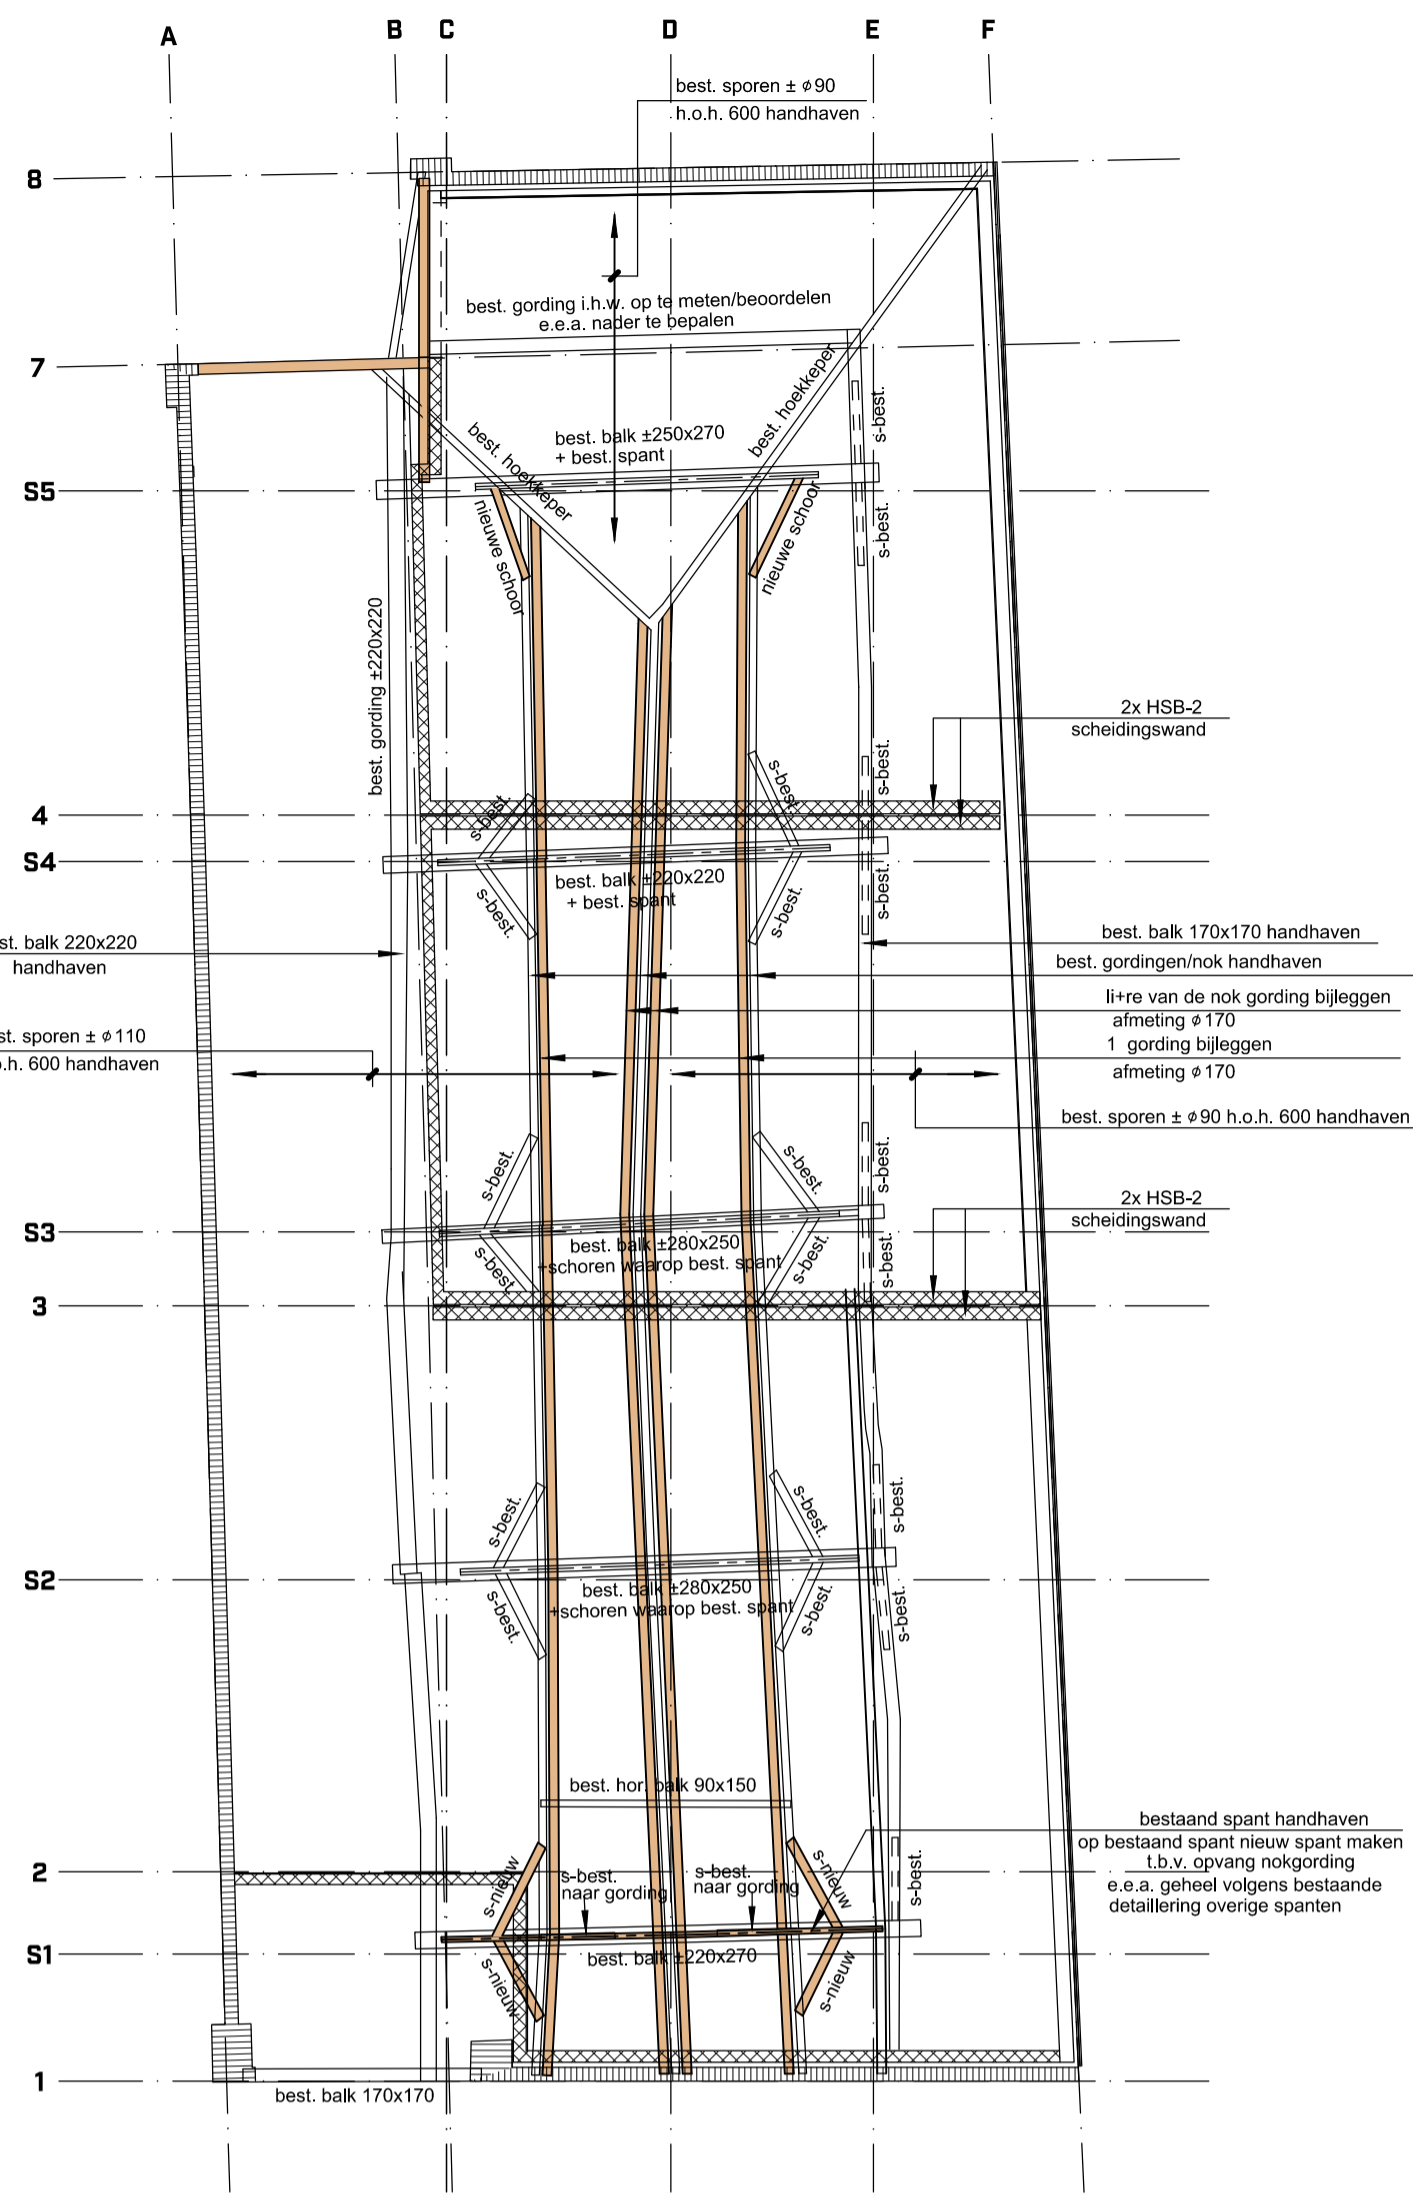 A
B
C
D
E
F
best. sporen ± ⌀90
h.o.h. 600 handhaven
8
best. gording i.h.w. op te meten/beoordelen
e.e.a. nader te bepalen
7
best. hoekkeper
best. hoekkeper
s-best.
best. balk ±250x270
+ best. spant
S5
nieuwe schoor
nieuwe schoor
s-best.
best. gording ±220x220
2x HSB-2
scheidingswand
s-best.
s-best.
s-best.
4
S4
best. balk ±220x220
+ best. spant
s-best.
s-best.
s-best.
st. balk 220x220
handhaven
best. balk 170x170 handhaven
best. gordingen/nok handhaven
li+re van de nok gording bijleggen
afmeting ⌀170
st. sporen ± ⌀110
o.h. 600 handhaven
1 gording bijleggen
afmeting ⌀170
best. sporen ± ⌀90 h.o.h. 600 handhaven
s-best.
s-best.
s-best.
2x HSB-2
scheidingswand
S3
best. balk ±280x250
+schoren waarop best. spant
s-best.
s-best.
s-best.
3
s-best.
s-best.
s-best.
S2
best. balk ±280x250
+schoren waarop best. spant
s-best.
s-best.
s-best.
best. hor. balk 90x150
bestaand spant handhaven
op bestaand spant nieuw spant maken
t.b.v. opvang nokgording
e.e.a. geheel volgens bestaande
detaillering overige spanten
2
s-nieuw
s-best.
naar gording
s-best.
naar gording
s-nieuw
s-best.
S1
best. balk ±220x270
s-nieuw
s-nieuw
1
best. balk 170x170